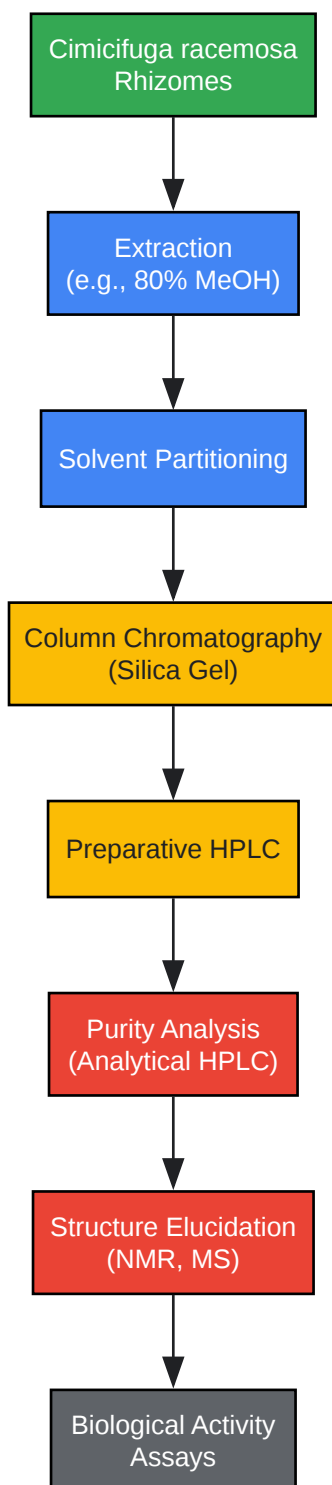 Cimicifuga racemosa
Rhizomes
Extraction
(e.g., 80% MeOH)
Solvent Partitioning
Column Chromatography
(Silica Gel)
Preparative HPLC
Purity Analysis
(Analytical HPLC)
Structure Elucidation
(NMR, MS)
Biological Activity
Assays